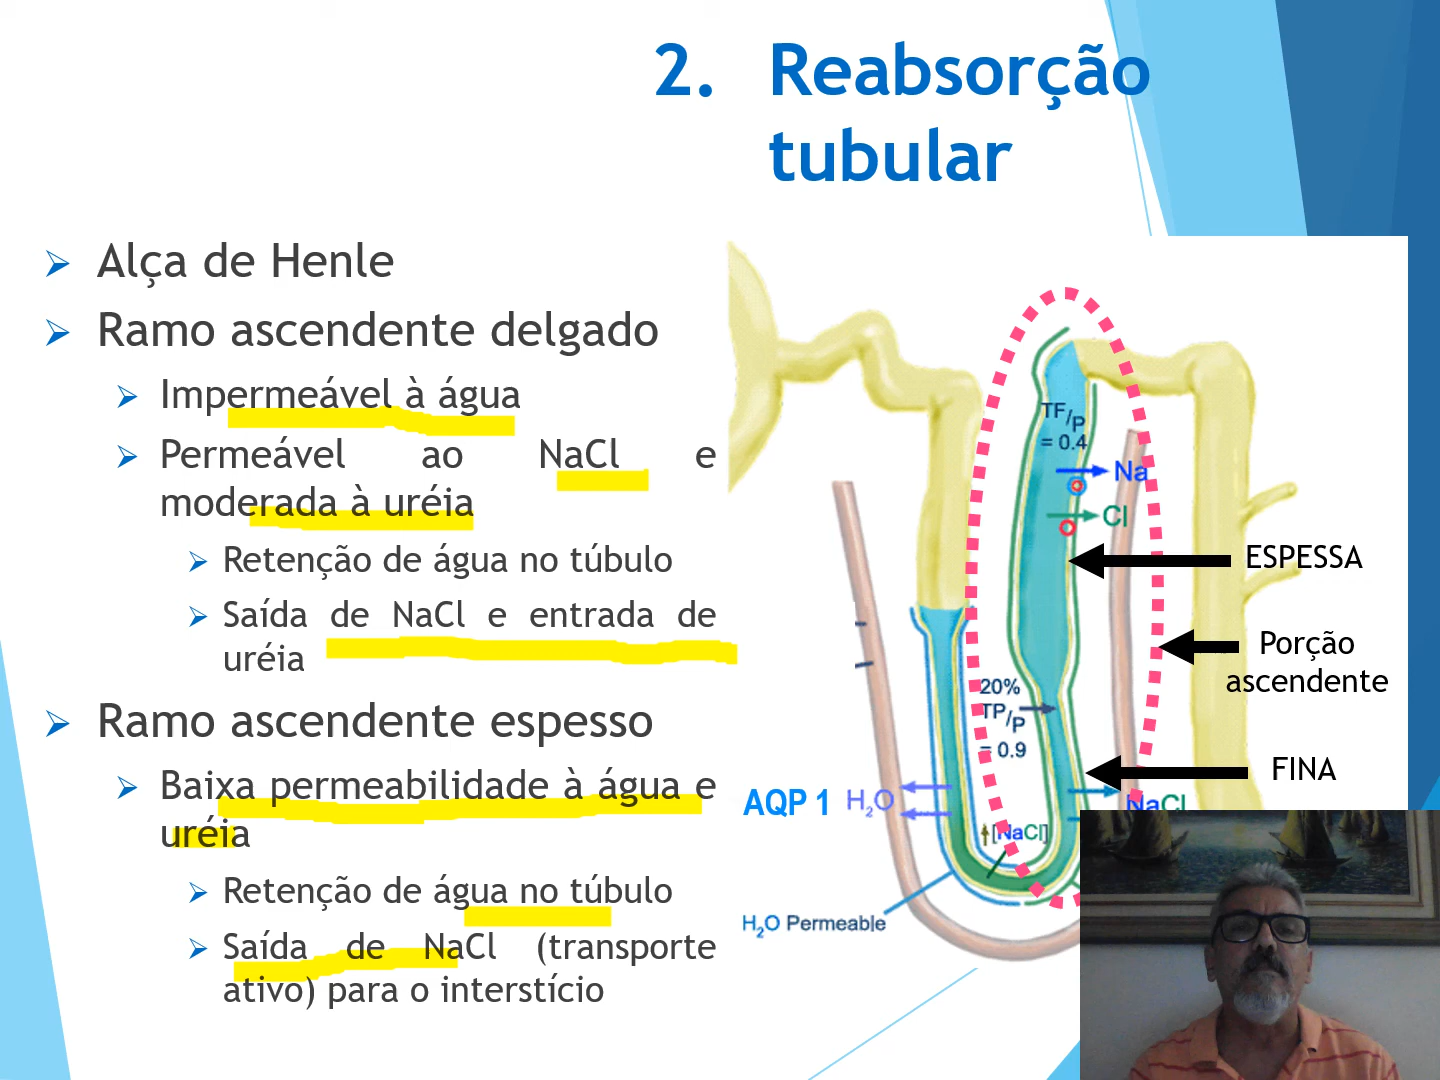 2. Reabsorção
tubular
Alça de Henle
Ramo ascendente delgado
Impermeável à água
Permeável ao NaCl e
moderada à uréia
Retenção de água no túbulo
Saída de NaCl e entrada de
uréia
Ramo ascendente espesso
Baixa permeabilidade à água e
uréia
Retenção de água no túbulo
Saída de NaCl (transporte
ativo) para o interstício
TF/P
= 0.4
Na
Cl
ESPESSA
Porção
ascendente
20%
TP/P
= 0.9
FINA
AQP 1
H2O
NaCl
[NaCl]
H2O Permeable